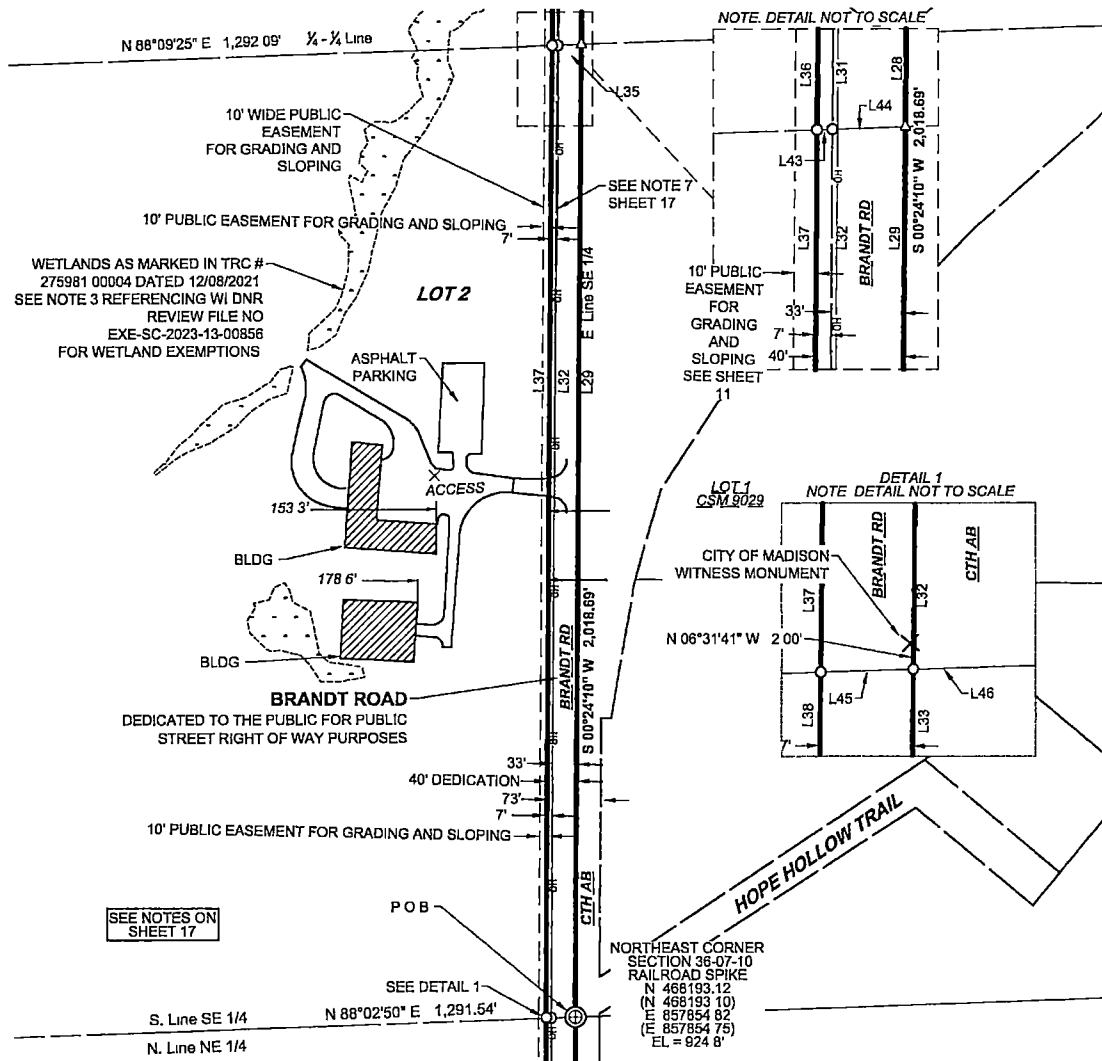 NOTE. DETAIL NOT TO SCALE
N 88°09'25" E 1,292 09' ¼ - ¼ Line
L35
10' WIDE PUBLIC
EASEMENT
FOR GRADING AND
SLOPING
SEE NOTE 7
SHEET 17
10' PUBLIC EASEMENT FOR GRADING AND SLOPING
7'
WETLANDS AS MARKED IN TRC #
275981 00004 DATED 12/08/2021
SEE NOTE 3 REFERENCING WI DNR
REVIEW FILE NO
EXE-SC-2023-13-00856
FOR WETLAND EXEMPTIONS
LOT 2
E Line SE 1/4
OH
L37
L32
L29
ASPHALT
PARKING
ACCESS
153 3'
BLDG
178 6'
BLDG
BRANDT ROAD
DEDICATED TO THE PUBLIC FOR PUBLIC
STREET RIGHT OF WAY PURPOSES
BRANDT RD
S 00°24'10" W 2,018.69'
33'
40' DEDICATION
73'
7'
10' PUBLIC EASEMENT FOR GRADING AND SLOPING
CTH AB
SEE NOTES ON
SHEET 17
P O B
SEE DETAIL 1
S. Line SE 1/4
N 88°02'50" E 1,291.54'
N. Line NE 1/4
L36
L31
L28
L44
L43
L37
L32
L29
BRANDT RD
S 00°24'10" W 2,018.69'
OH
10' PUBLIC
EASEMENT
FOR
GRADING
AND
SLOPING
SEE SHEET
11
33'
7'
40'
LOT 1
CSM 9029
DETAIL 1
NOTE DETAIL NOT TO SCALE
BRANDT RD
CTH AB
CITY OF MADISON
WITNESS MONUMENT
L37
L32
N 06°31'41" W 2 00'
L45
L46
L38
L33
7'
HOPE HOLLOW TRAIL
NORTHEAST CORNER
SECTION 36-07-10
RAILROAD SPIKE
N 468193.12
(N 468193 10)
E 857854 82
(E 857854 75)
EL = 924 8'